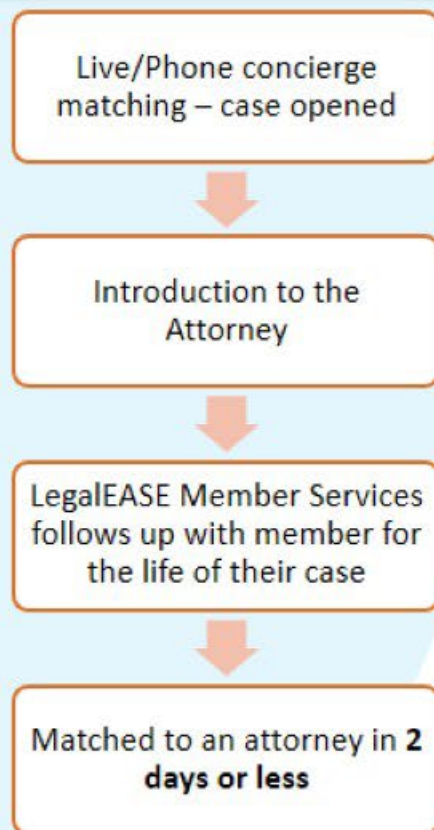 Live/Phone concierge
matching – case opened
Introduction to the
Attorney
LegalEASE Member Services
follows up with member for
the life of their case
Matched to an attorney in 2
days or less